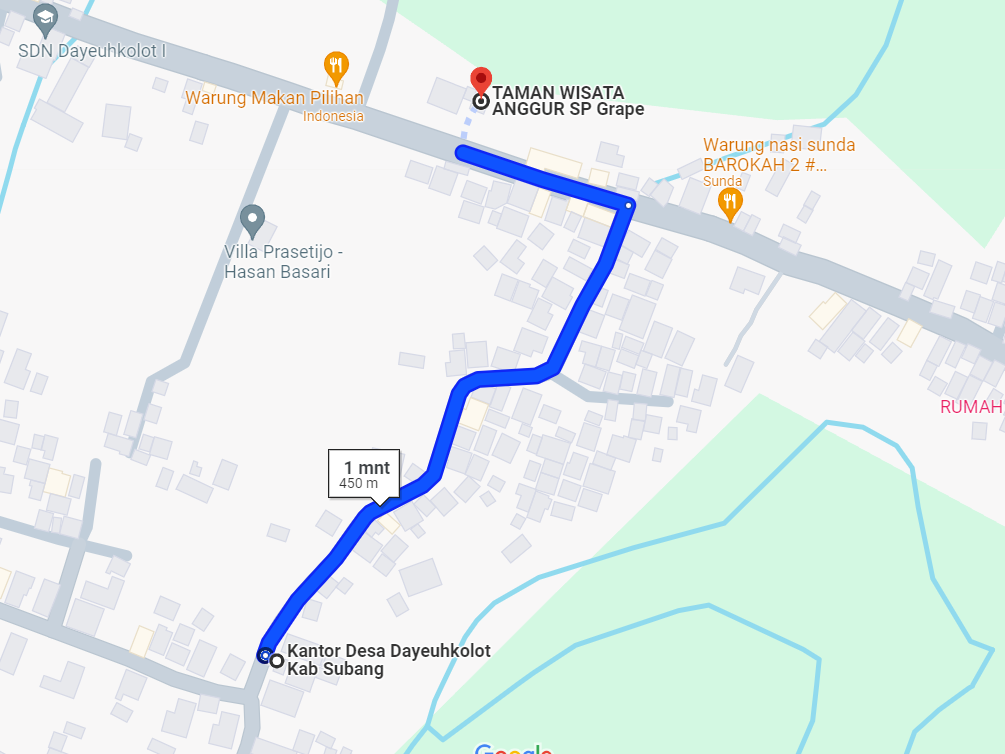 SDN Dayeuhkolot I
Warung Makan Pilihan
Indonesia
TAMAN WISATA
ANGGUR SP Grape
Warung nasi sunda
BAROKAH 2 #...
Sunda
Villa Prasetijo -
Hasan Basari
RUMAH
1 mnt
450 m
Kantor Desa Dayeuhkolot
Kab Subang
Google